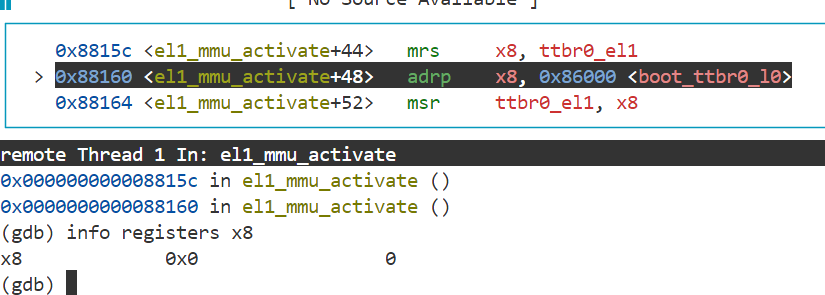 [ No Source Available ]
0x8815c <el1_mmu_activate+44> mrs x8, ttbr0_el1
> 0x88160 <el1_mmu_activate+48> adrp x8, 0x86000 <boot_ttbr0_l0>
0x88164 <el1_mmu_activate+52> msr ttbr0_el1, x8
remote Thread 1 In: el1_mmu_activate
0x000000000008815c in el1_mmu_activate ()
0x0000000000088160 in el1_mmu_activate ()
(gdb) info registers x8
x8 0x0 0
(gdb)